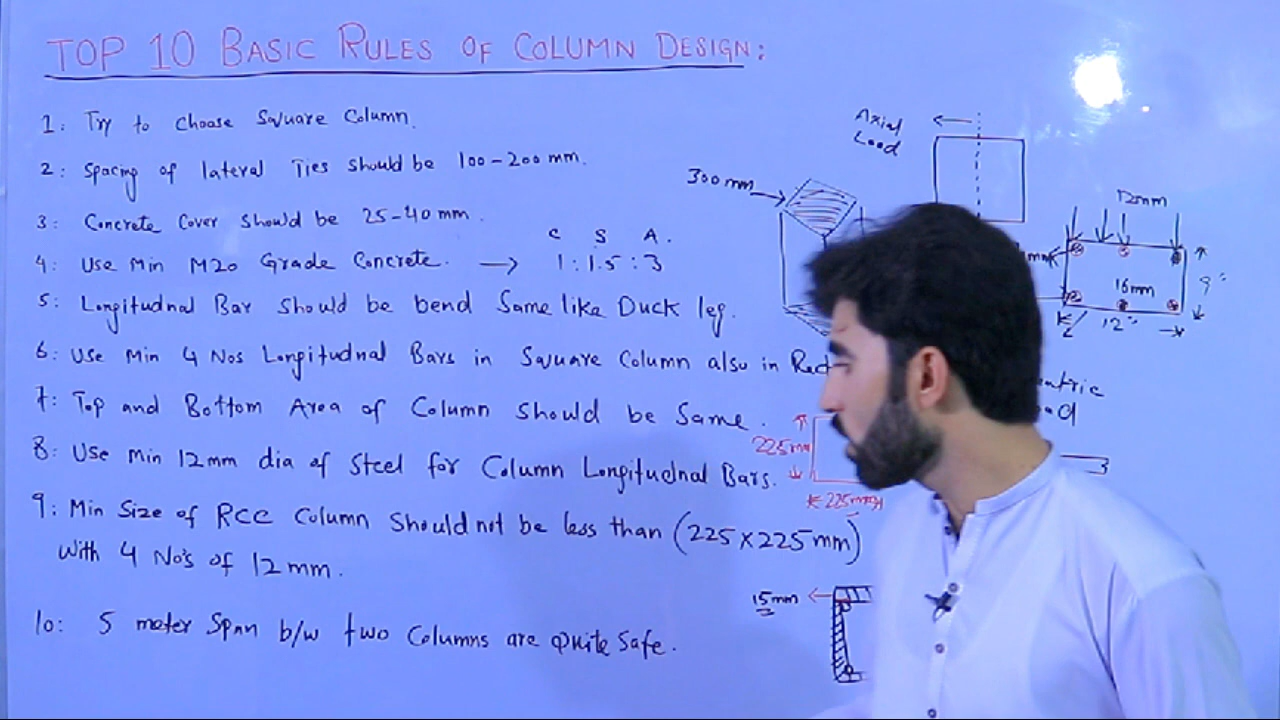 TOP 10 BASIC RULES OF COLUMN DESIGN:
1: Try to Choose Square Column.
2: Spacing of lateral Ties should be 100-200 mm.
3: Concrete Cover Should be 25-40 mm.
C S A.
4: Use Min M20 Grade Concrete. → 1:1.5:3
5: Longitudnal Bar should be bend Same like Duck leg.
6: Use Min 4 Nos Longitudnal Bars in Square Column also in Rect
7: Top and Bottom Area of Column Should be Same.
8: Use Min 12mm dia of Steel for Column Longitudnal Bars.
9: Min Size of RCC Column Should not be less than (225x225 mm)
With 4 No's of 12 mm.
10: 5 meter Span b/w two Columns are Quite Safe.
Axial
Load
300 mm
12mm
16mm
9"
12"
225mm
225mm
15mm